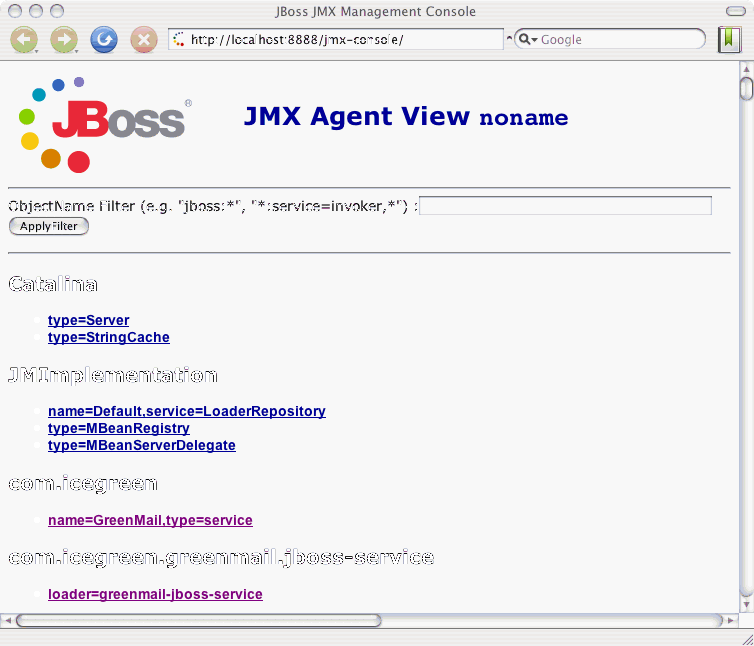 JBoss JMX Management Console
http://localhost:8888/jmx-console/
Google
JBoss®
JMX Agent View noname
ObjectName Filter (e.g. "jboss:*", "*:service=invoker,*") :
ApplyFilter
Catalina
type=Server
type=StringCache
JMImplementation
name=Default,service=LoaderRepository
type=MBeanRegistry
type=MBeanServerDelegate
com.icegreen
name=GreenMail,type=service
com.icegreen.greenmail.jboss-service
loader=greenmail-jboss-service